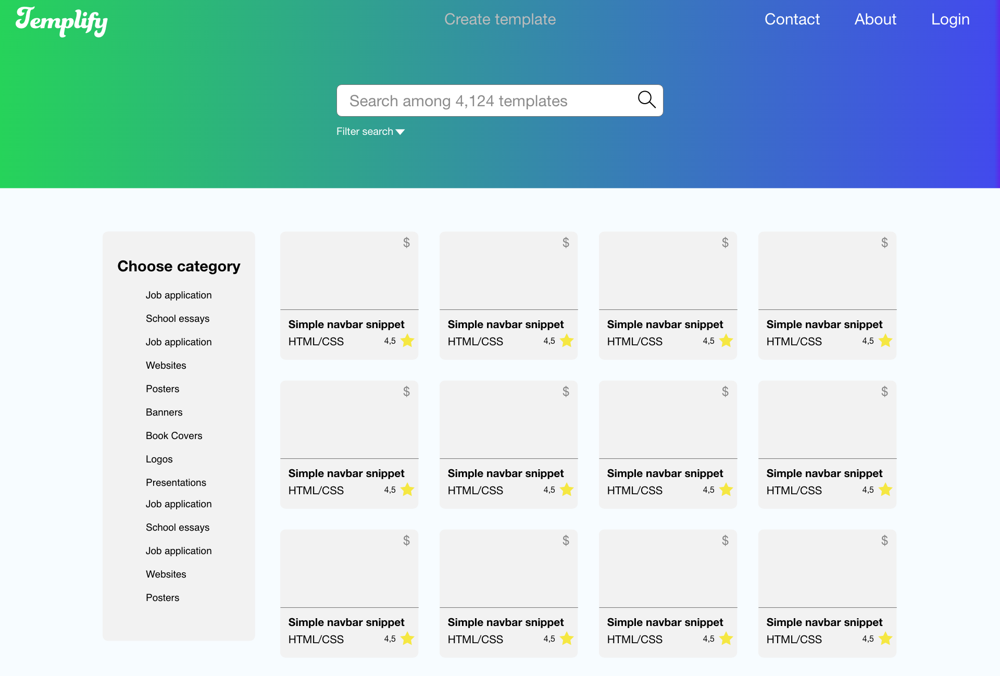 Templify
Create template
Contact
About
Login
Search among 4,124 templates
Filter search
Choose category
Job application
School essays
Job application
Websites
Posters
Banners
Book Covers
Logos
Presentations
Job application
School essays
Job application
Websites
Posters
$
Simple navbar snippet
HTML/CSS 4,5
$
Simple navbar snippet
HTML/CSS 4,5
$
Simple navbar snippet
HTML/CSS 4,5
$
Simple navbar snippet
HTML/CSS 4,5
$
Simple navbar snippet
HTML/CSS 4,5
$
Simple navbar snippet
HTML/CSS 4,5
$
Simple navbar snippet
HTML/CSS 4,5
$
Simple navbar snippet
HTML/CSS 4,5
$
Simple navbar snippet
HTML/CSS 4,5
$
Simple navbar snippet
HTML/CSS 4,5
$
Simple navbar snippet
HTML/CSS 4,5
$
Simple navbar snippet
HTML/CSS 4,5